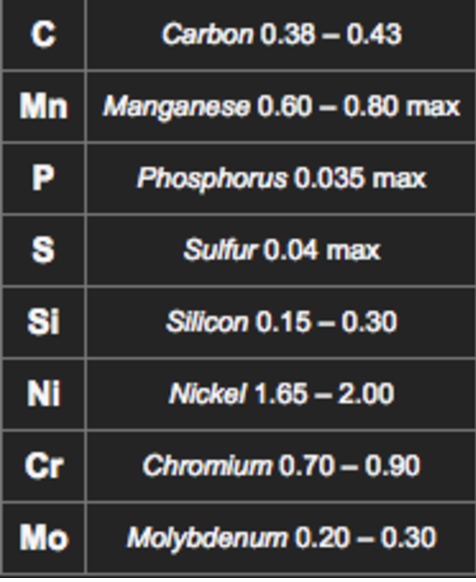 C Carbon 0.38 – 0.43
Mn Manganese 0.60 – 0.80 max
P Phosphorus 0.035 max
S Sulfur 0.04 max
Si Silicon 0.15 – 0.30
Ni Nickel 1.65 – 2.00
Cr Chromium 0.70 – 0.90
Mo Molybdenum 0.20 – 0.30